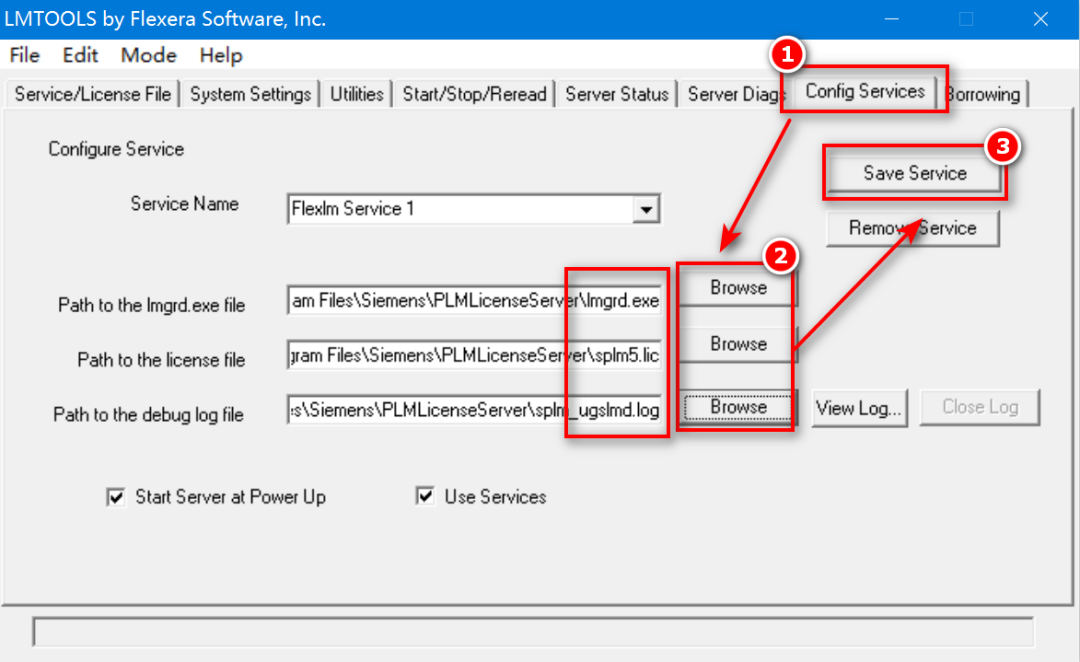 LMTOOLS by Flexera Software, Inc.
File Edit Mode Help
1
Service/License File System Settings Utilities Start/Stop/Reread Server Status Server Diags Config Services Borrowing
Configure Service
3
Save Service
Service Name Flexlm Service 1
Remove Service
2
Path to the lmgrd.exe file am Files\Siemens\PLMLicenseServer\lmgrd.exe Browse
Path to the license file gram Files\Siemens\PLMLicenseServer\splm5.lic Browse
Path to the debug log file s\Siemens\PLMLicenseServer\splm_ugslmd.log Browse View Log... Close Log
Start Server at Power Up Use Services